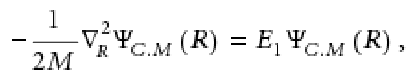 $-\frac{1}{2M}\nabla_R^2 \Psi_{C.M}(R) = E_1 \Psi_{C.M}(R),$